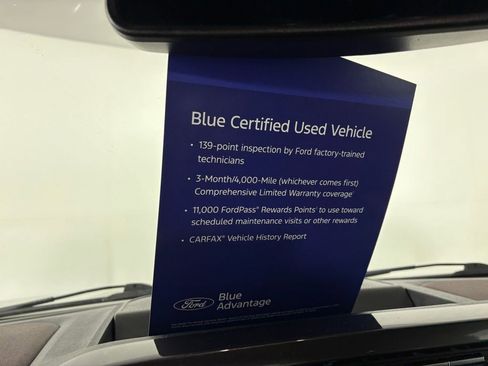 Blue Certified Used Vehicle
• 139-point inspection by Ford factory-trained
technicians
• 3-Month/4,000-Mile (whichever comes first)
Comprehensive Limited Warranty coverage
• 11,000 FordPass® Rewards Points to use toward
scheduled maintenance visits or other rewards
• CARFAX® Vehicle History Report
Ford
Blue
Advantage